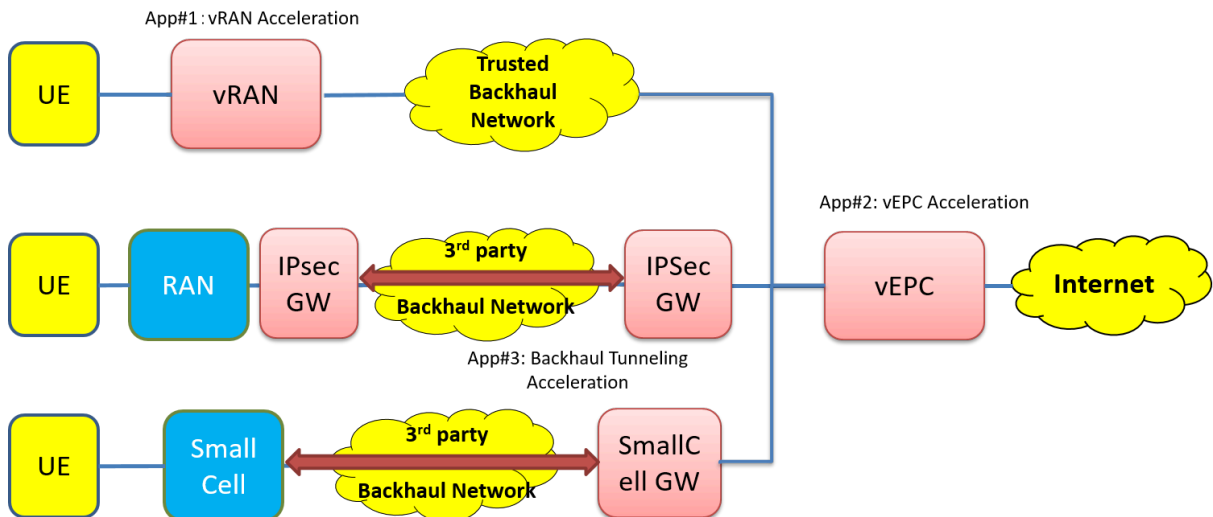 App#1：vRAN Acceleration
UE
vRAN
Trusted
Backhaul
Network
App#2: vEPC Acceleration
UE
RAN
IPsec
GW
3rd party
Backhaul Network
IPSec
GW
vEPC
Internet
App#3: Backhaul Tunneling
Acceleration
UE
Small
Cell
3rd party
Backhaul Network
SmallC
ell GW